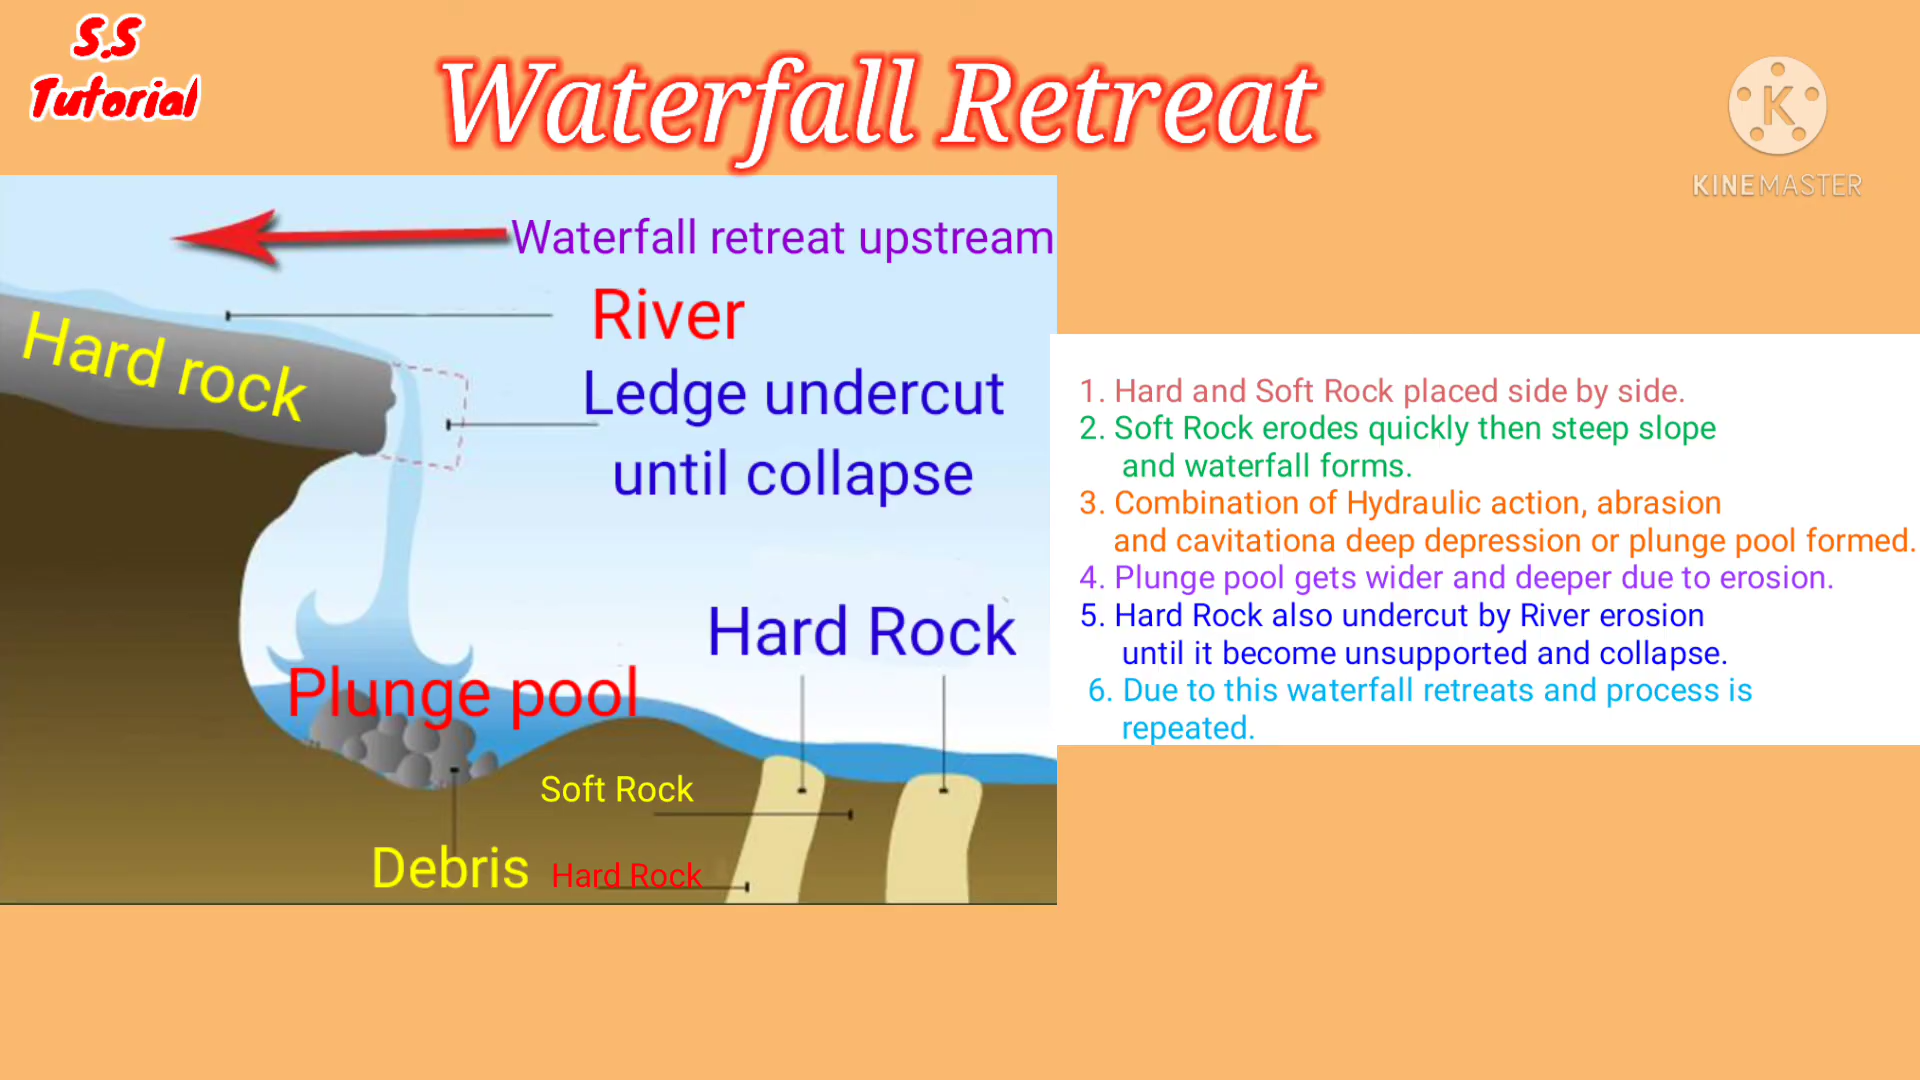 S.S
Tutorial
Waterfall Retreat
KINEMASTER
Waterfall retreat upstream
River
Hard rock
Ledge undercut
until collapse
Hard Rock
Plunge pool
Soft Rock
Debris
Hard Rock
1. Hard and Soft Rock placed side by side.
2. Soft Rock erodes quickly then steep slope
and waterfall forms.
3. Combination of Hydraulic action, abrasion
and cavitationa deep depression or plunge pool formed.
4. Plunge pool gets wider and deeper due to erosion.
5. Hard Rock also undercut by River erosion
until it become unsupported and collapse.
6. Due to this waterfall retreats and process is
repeated.